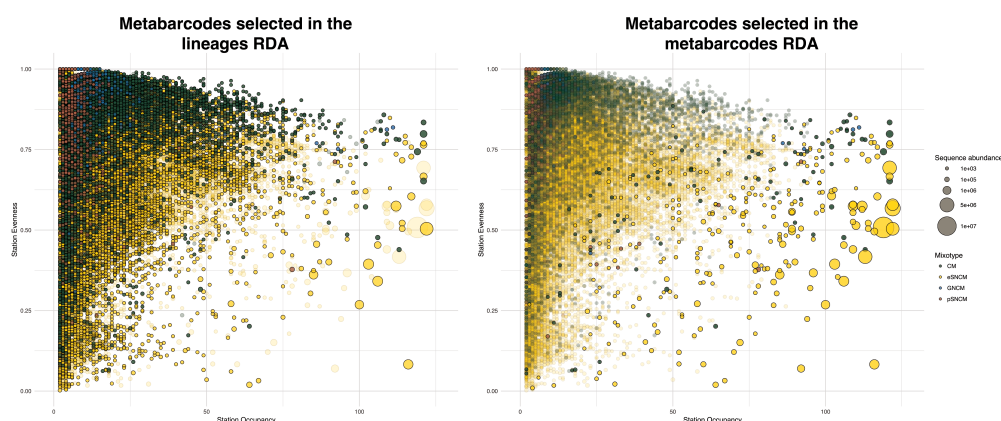 Metabarcodes selected in the
lineages RDA
1.00
0.75
0.50
0.25
0.00
Station Evenness
0
50
100
Station Occupancy
Metabarcodes selected in the
metabarcodes RDA
1.00
0.75
0.50
0.25
0.00
Station Evenness
0
50
100
Station Occupancy
Sequence abundance
1e+03
1e+05
1e+06
5e+06
1e+07
Mixotype
CM
eSNCM
GNCM
pSNCM